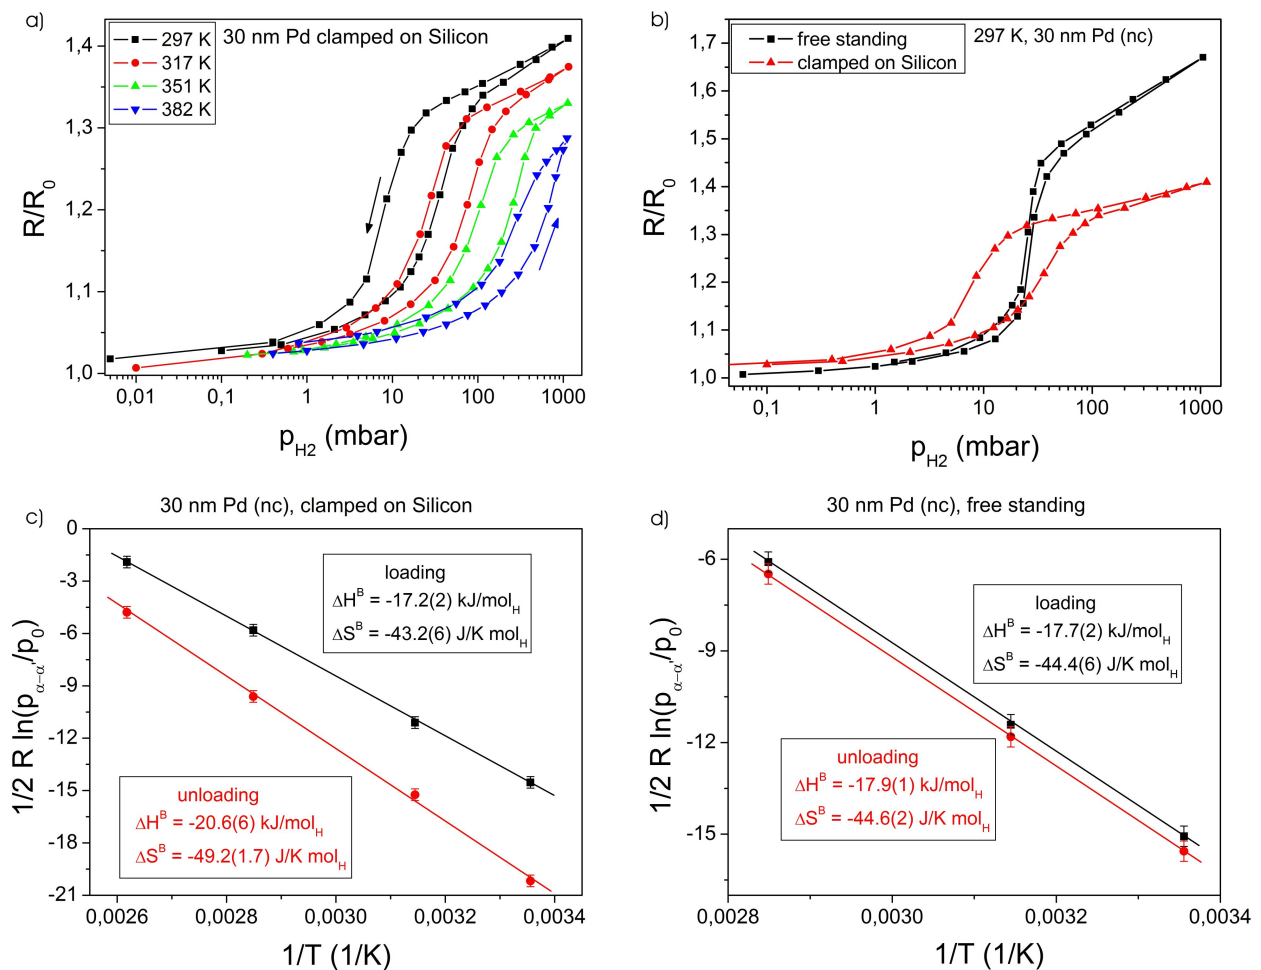 a)
297 K
317 K
351 K
382 K
30 nm Pd clamped on Silicon
1,4
1,3
1,2
1,1
1,0
R/R0
0,01
0,1
1
10
100
1000
pH2 (mbar)
b)
free standing
clamped on Silicon
297 K, 30 nm Pd (nc)
1,7
1,6
1,5
1,4
1,3
1,2
1,1
1,0
R/R0
0,1
1
10
100
1000
pH2 (mbar)
c)
30 nm Pd (nc), clamped on Silicon
0
-3
-6
-9
-12
-15
-18
-21
1/2 R ln(pα−α'/p0)
loading
ΔHB = -17.2(2) kJ/molH
ΔSB = -43.2(6) J/K molH
unloading
ΔHB = -20.6(6) kJ/molH
ΔSB = -49.2(1.7) J/K molH
0,0026
0,0028
0,0030
0,0032
0,0034
1/T (1/K)
d)
30 nm Pd (nc), free standing
-6
-9
-12
-15
1/2 R ln(pα−α'/p0)
loading
ΔHB = -17.7(2) kJ/molH
ΔSB = -44.4(6) J/K molH
unloading
ΔHB = -17.9(1) kJ/molH
ΔSB = -44.6(2) J/K molH
0,0028
0,0030
0,0032
0,0034
1/T (1/K)